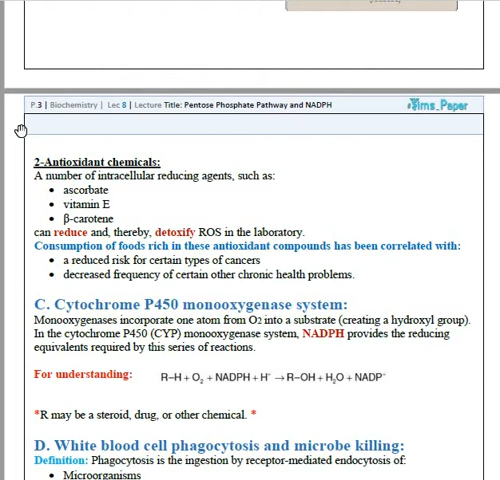 P.3 | Biochemistry | Lec 8 | Lecture Title: Pentose Phosphate Pathway and NADPH
Sims_Paper
2-Antioxidant chemicals:
A number of intracellular reducing agents, such as:
• ascorbate
• vitamin E
• β-carotene
can reduce and, thereby, detoxify ROS in the laboratory.
Consumption of foods rich in these antioxidant compounds has been correlated with:
• a reduced risk for certain types of cancers
• decreased frequency of certain other chronic health problems.
C. Cytochrome P450 monooxygenase system:
Monooxygenases incorporate one atom from O2 into a substrate (creating a hydroxyl group).
In the cytochrome P450 (CYP) monooxygenase system, NADPH provides the reducing
equivalents required by this series of reactions.
For understanding: R–H + O₂ + NADPH + H⁺ → R–OH + H₂O + NADP⁺
*R may be a steroid, drug, or other chemical. *
D. White blood cell phagocytosis and microbe killing:
Definition: Phagocytosis is the ingestion by receptor-mediated endocytosis of:
• Microorganisms